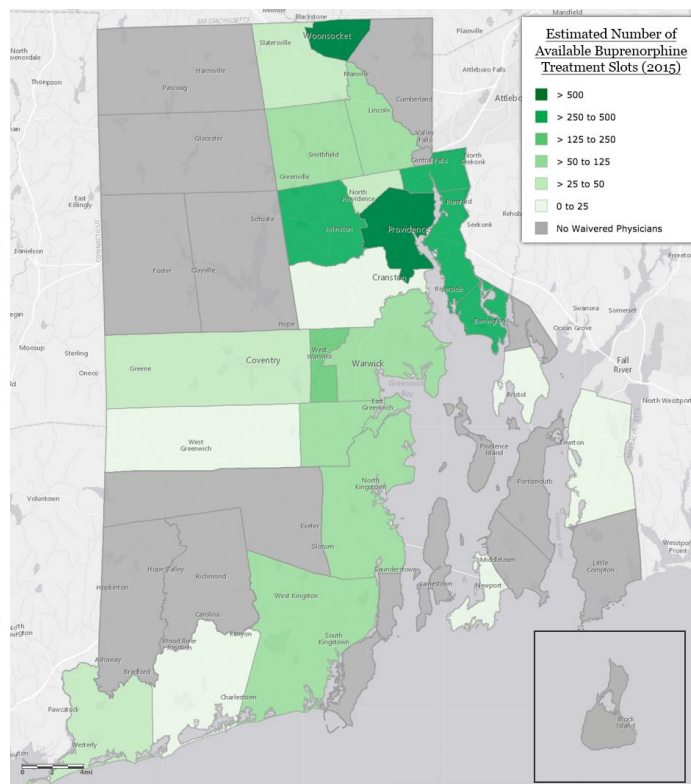 Estimated Number of
Available Buprenorphine
Treatment Slots (2015)
> 500
> 250 to 500
> 125 to 250
> 50 to 125
> 25 to 50
0 to 25
No Waivered Physicians
MASSACHUSETTS
Blackstone
Mansfield
Woonsocket
Plainville
North
Slatersville
Attleboro Falls
Harrisville
Manville
Thompson
Pascoag
Cumberland
Lincoln
Glocester
Valley
Falls
Smithfield
Central Falls
North
Seekonk
Greenville
East
Killingly
North
Providence
Rumford
Scituate
Johnston
Providence
Seekonk
Danielson
CONNECTICUT
Foster
Clayville
Cranston
Riverside
Swansea
Somerset
Hope
Barrington
Ocean Grove
Moosup
Sterling
West
Warwick
Oneco
Greene
Coventry
Warwick
Fall
River
Greenwich
Bay
Bristol
North Westport
East
Greenwich
West
Greenwich
Tiverton
Prudence
Island
North
Kingstown
Portsmouth
Voluntown
Exeter
Slocum
Westport
Point
Middletown
Hope Valley
Saunderstown
Little
Compton
Richmond
Jamestown
Newport
Hopkinton
West Kingston
Carolina
Wood River
Junction
Kenyon
South
Kingstown
Ashaway
Bradford
Charlestown
Pawcatuck
Block
Island
Westerly
0 2 4mi